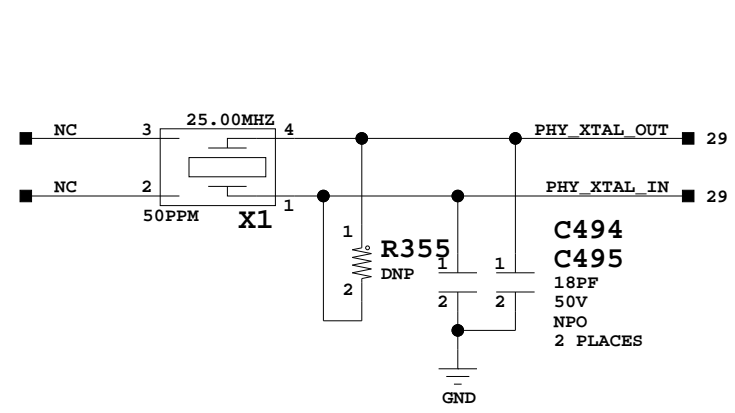 25.00MHZ
NC
3
4
PHY_XTAL_OUT
29
NC
2
1
PHY_XTAL_IN
29
50PPM
X1
C494
C495
18PF
50V
NPO
2 PLACES
1
R355
DNP
2
1
2
1
2
GND